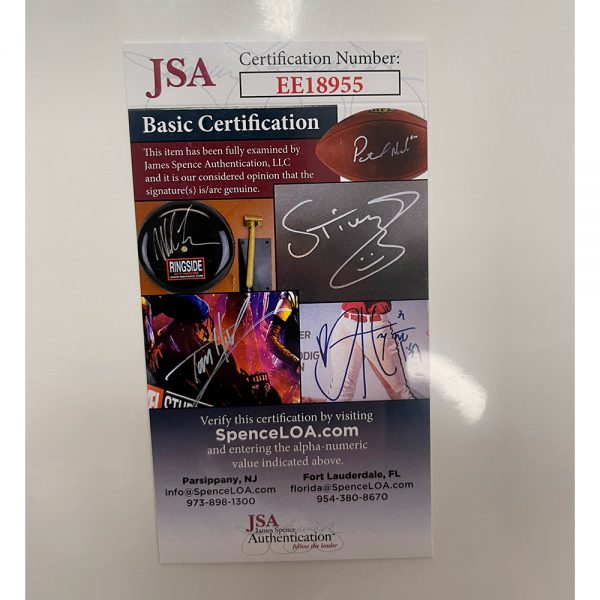 JSA
Certification Number:
EE18955
Basic Certification
This item has been fully examined by
James Spence Authentication, LLC
and it is our considered opinion that the
signature(s) is/are genuine.
RINGSIDE
Verify this certification by visiting
SpenceLOA.com
and entering the alpha-numeric
value indicated above.
Parsippany, NJ
info@SpenceLOA.com
973-898-1300
Fort Lauderdale, FL
florida@SpenceLOA.com
954-380-8670
JSA
James Spence
Authentication
follow the leader